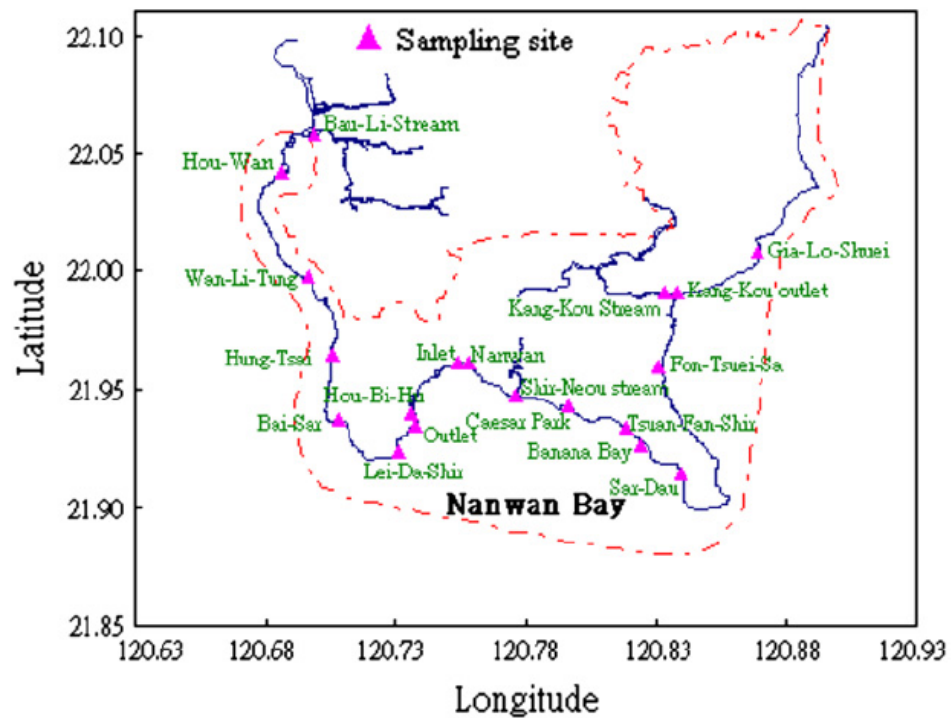 22.10
Sampling site
Bau-Li-Stream
22.05
Hou-Wan
22.00
Gia-Lo-Shuei
Wan-Li-Tung
Kang-Kou Stream
Kang-Kou outlet
Latitude
21.95
Hung-Tsai
Inlet
Nanwan
Fon-Tsuei-Sa
Hou-Bi-Hu
Shir-Neou stream
Bai-Sar
Outlet
Caesar Park
Tsuan-Fan-Shir
Lei-Da-Shir
Banana Bay
Sar-Dau
21.90
Nanwan Bay
21.85
120.63 120.68 120.73 120.78 120.83 120.88 120.93
Longitude